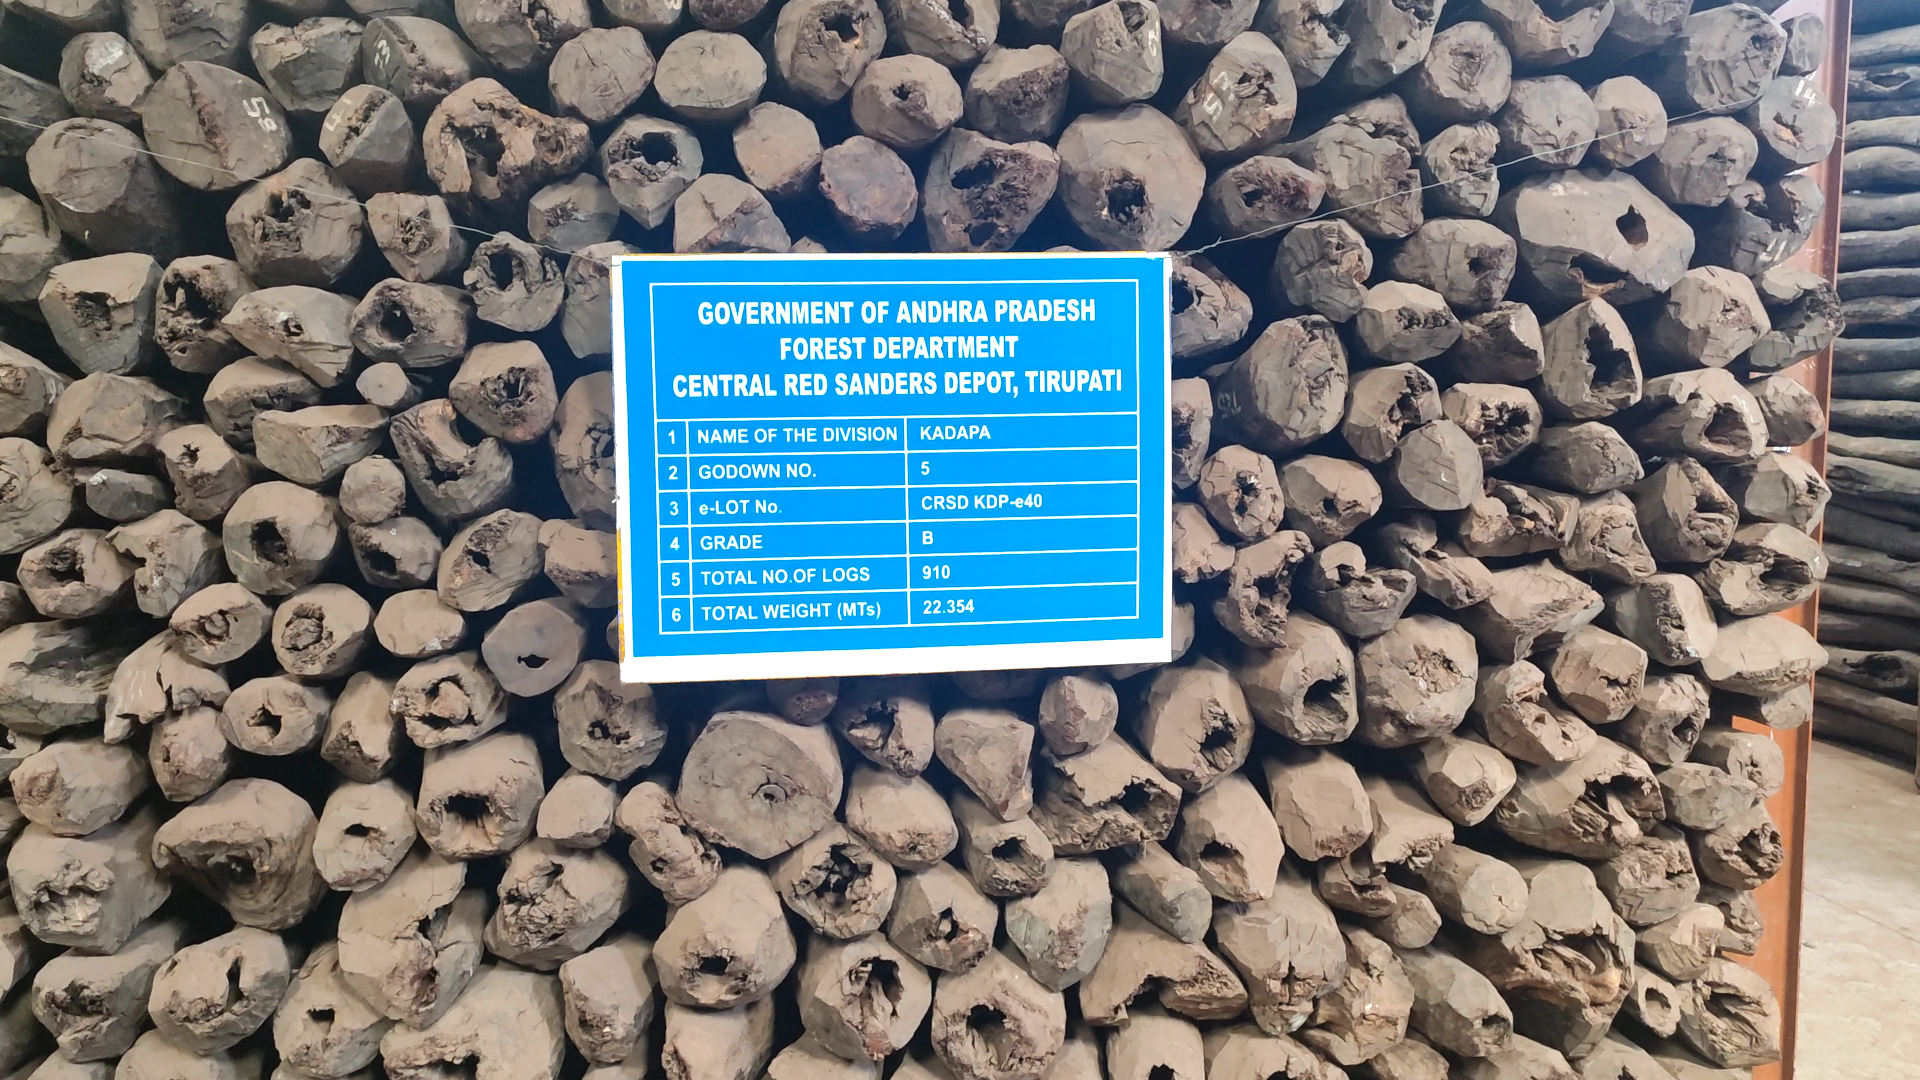 GOVERNMENT OF ANDHRA PRADESH
FOREST DEPARTMENT
CENTRAL RED SANDERS DEPOT, TIRUPATI
1 NAME OF THE DIVISION KADAPA
2 GODOWN NO. 5
3 e-LOT No. CRSD KDP-e40
4 GRADE B
5 TOTAL NO.OF LOGS 910
6 TOTAL WEIGHT (MTs) 22.354
58